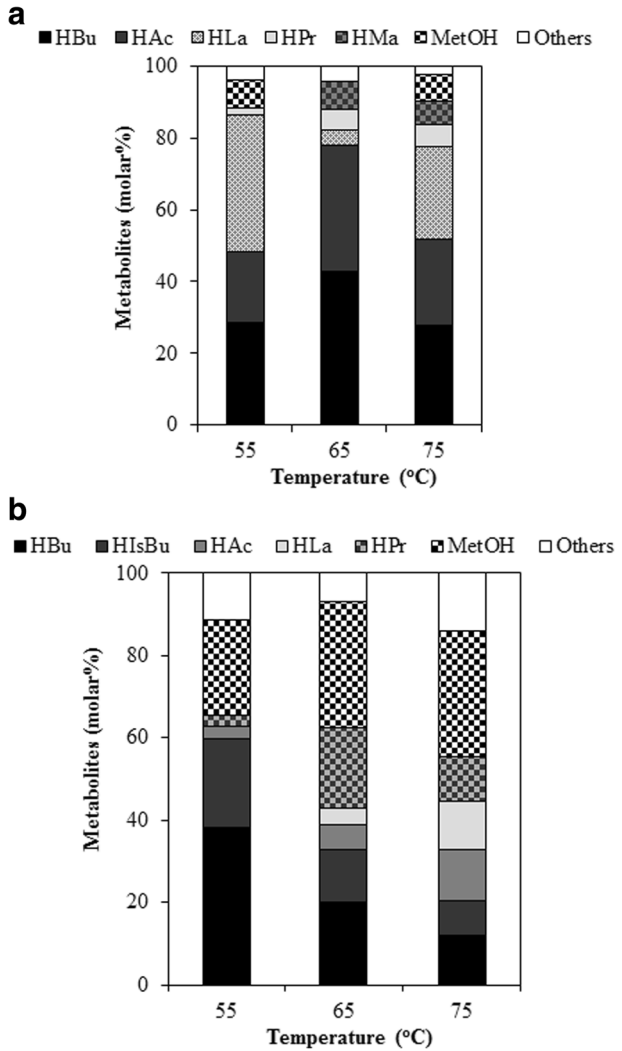 a
HBu HAc HLa HPr HMa MetOH Others
100
80
60
40
20
0
Metabolites (molar%)
55 65 75
Temperature (°C)
b
HBu HIsBu HAc HLa HPr MetOH Others
100
80
60
40
20
0
Metabolites (molar%)
55 65 75
Temperature (°C)